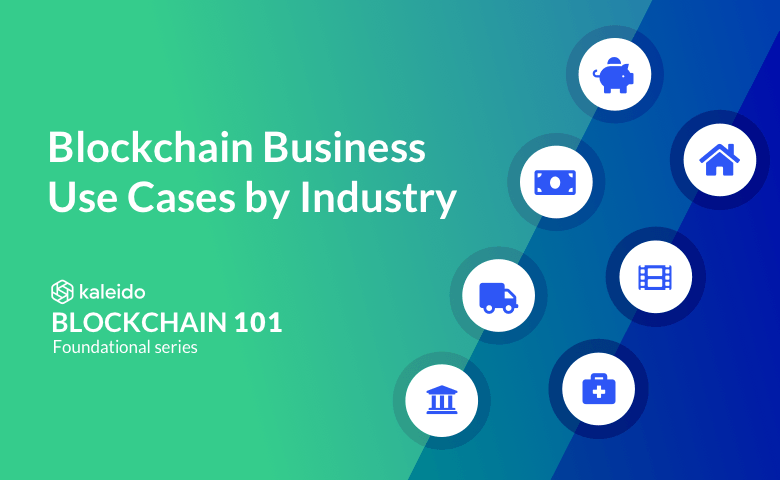 Blockchain Business
Use Cases by Industry
kaleido
BLOCKCHAIN 101
Foundational series